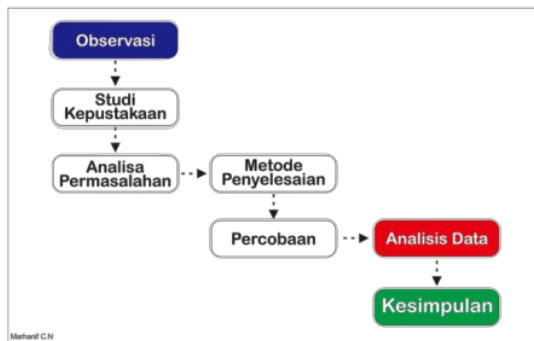 Observasi
Studi
Kepustakaan
Analisa
Permasalahan
Metode
Penyelesaian
Percobaan
Analisis Data
Kesimpulan
Marhanif C.N